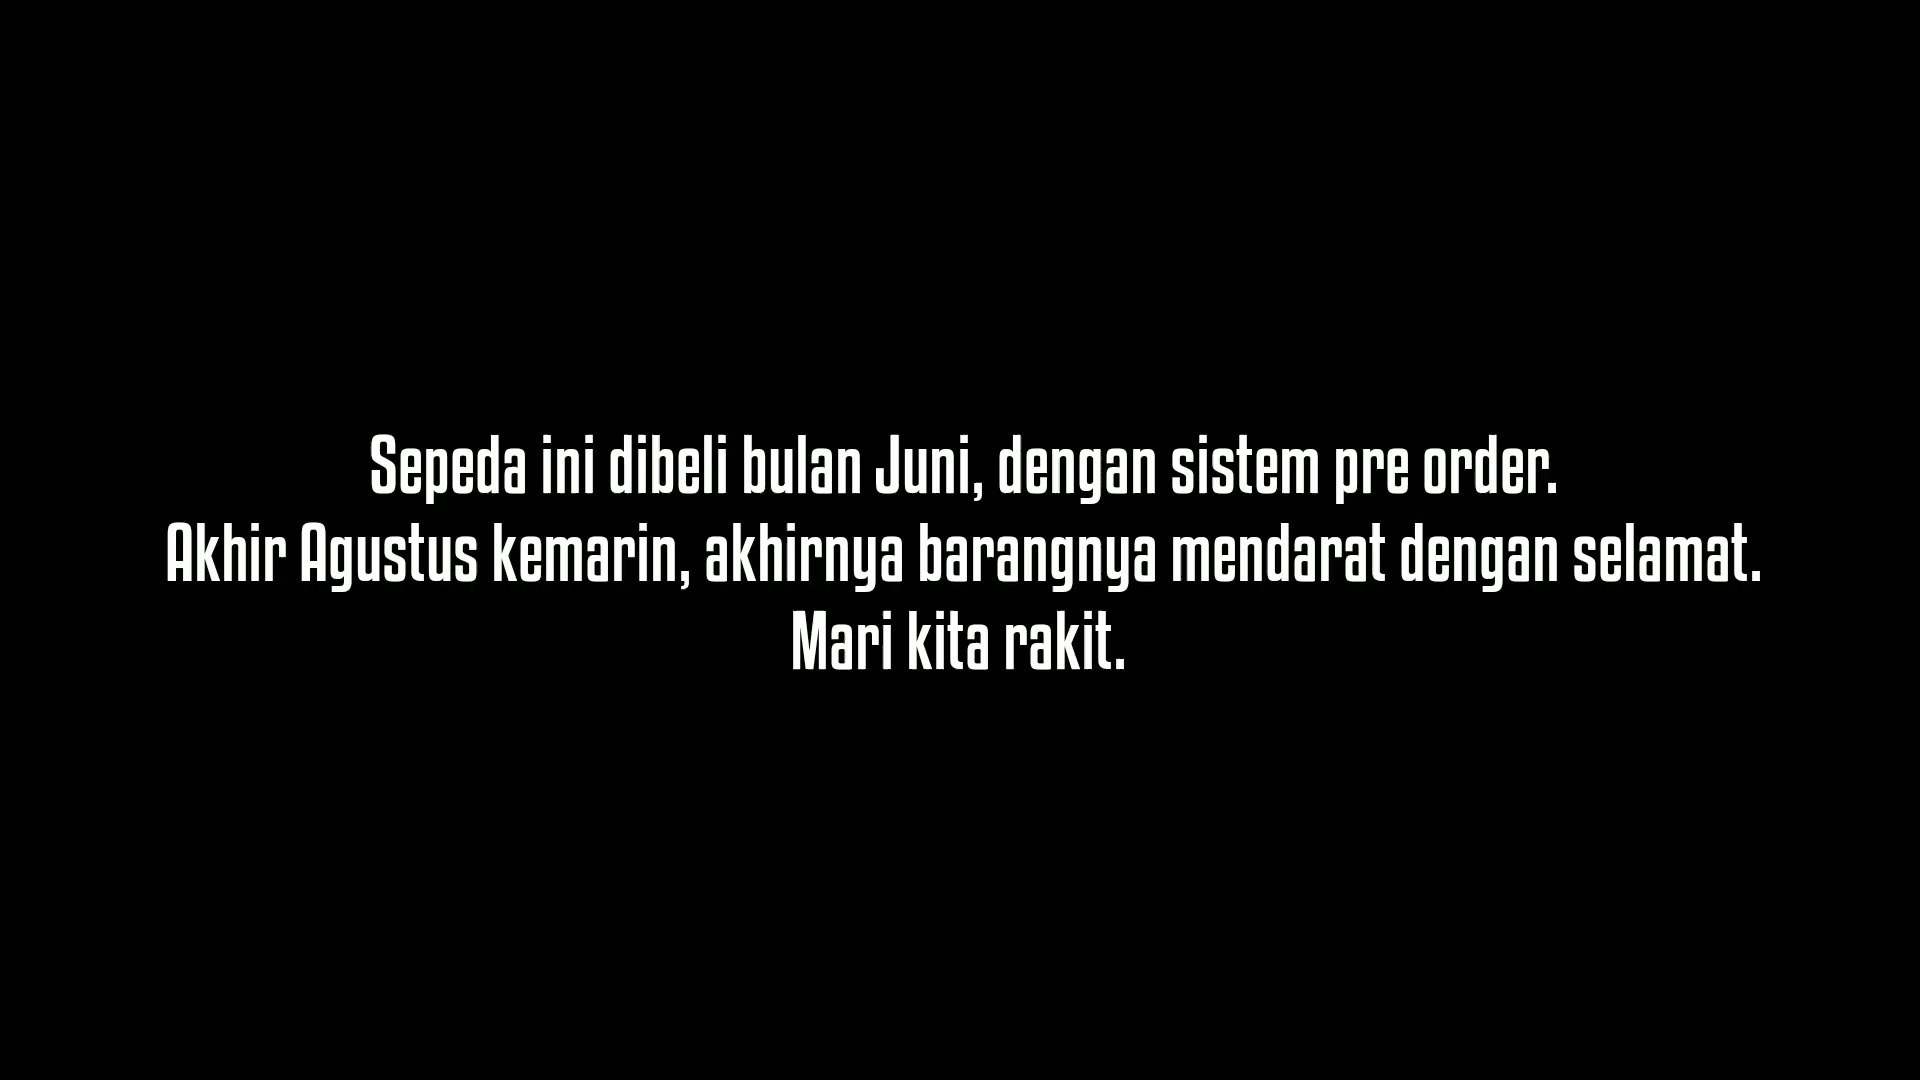 Sepeda ini dibeli bulan Juni, dengan sistem pre order.
Akhir Agustus kemarin, akhirnya barangnya mendarat dengan selamat.
Mari kita rakit.